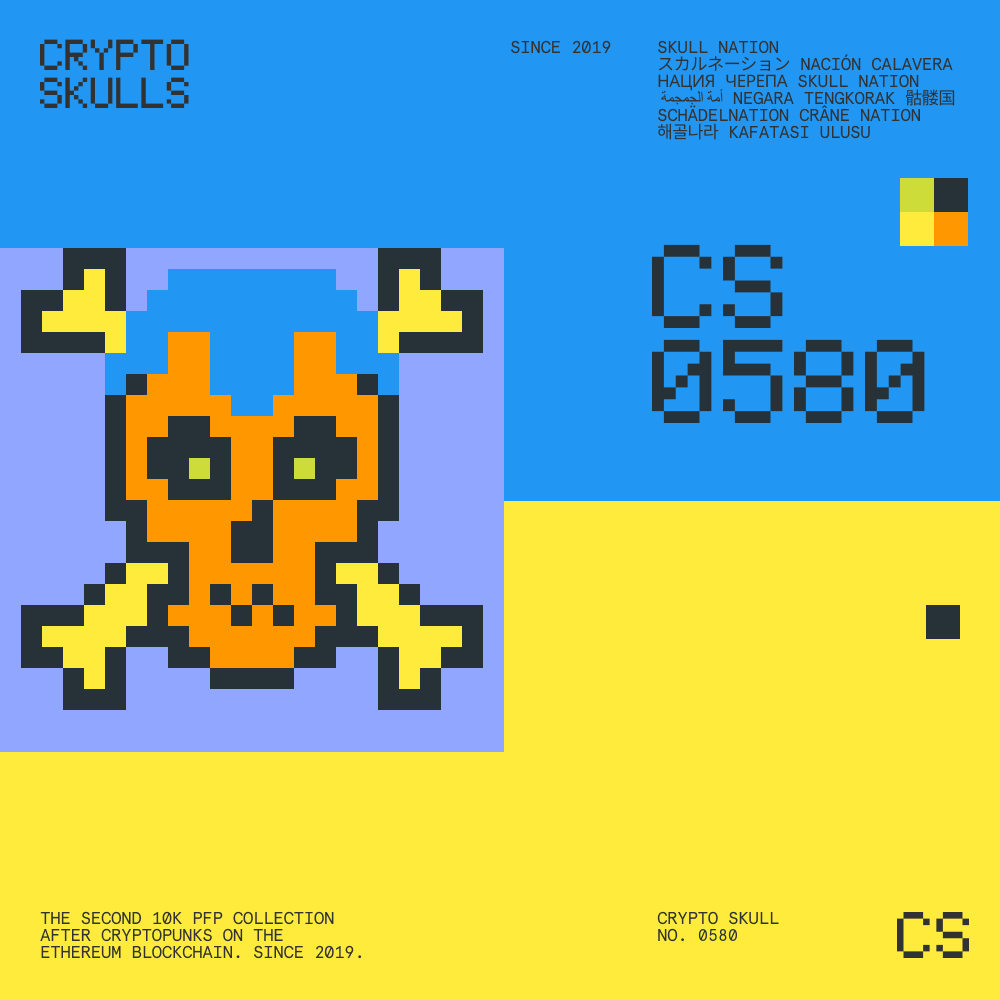 CRYPTO
SKULLS
SINCE 2019
SKULL NATION
スカルネーション NACIÓN CALAVERA
НАЦИЯ ЧЕРЕПА SKULL NATION
أمة الجمجمة NEGARA TENGKORAK 骷髅国
SCHÄDELNATION CRÂNE NATION
해골나라 KAFATASI ULUSU
CS
0580
THE SECOND 10K PFP COLLECTION
AFTER CRYPTOPUNKS ON THE
ETHEREUM BLOCKCHAIN. SINCE 2019.
CRYPTO SKULL
NO. 0580
CS